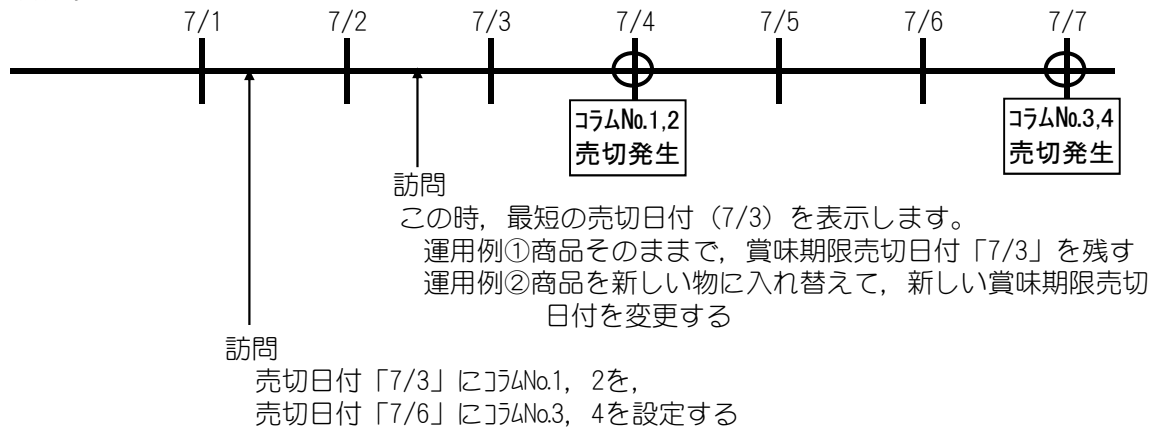 7/1 7/2 7/3 7/4 7/5 7/6 7/7
コラムNo.1,2
売切発生
コラムNo.3,4
売切発生
訪問
この時，最短の売切日付（7/3）を表示します。
運用例①商品そのままで，賞味期限売切日付「7/3」を残す
運用例②商品を新しい物に入れ替えて，新しい賞味期限売切
日付を変更する
訪問
売切日付「7/3」にコラムNo.1，2を，
売切日付「7/6」にコラムNo.3，4を設定する